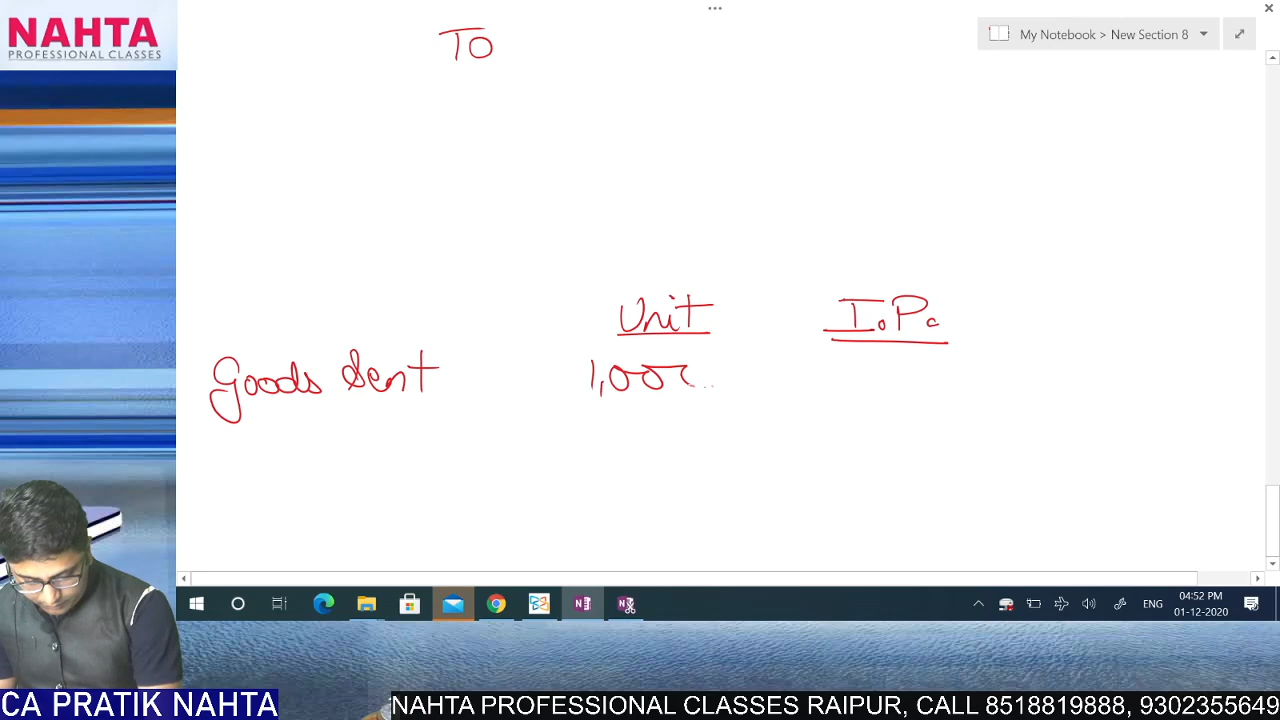 NAHTA
PROFESSIONAL CLASSES
My Notebook > New Section 8
TO
Unit I.P.
Goods Sent 1,000
ENG
04:52 PM
01-12-2020
CA PRATIK NAHTA
NAHTA PROFESSIONAL CLASSES RAIPUR, CALL 8518819888, 9302355649